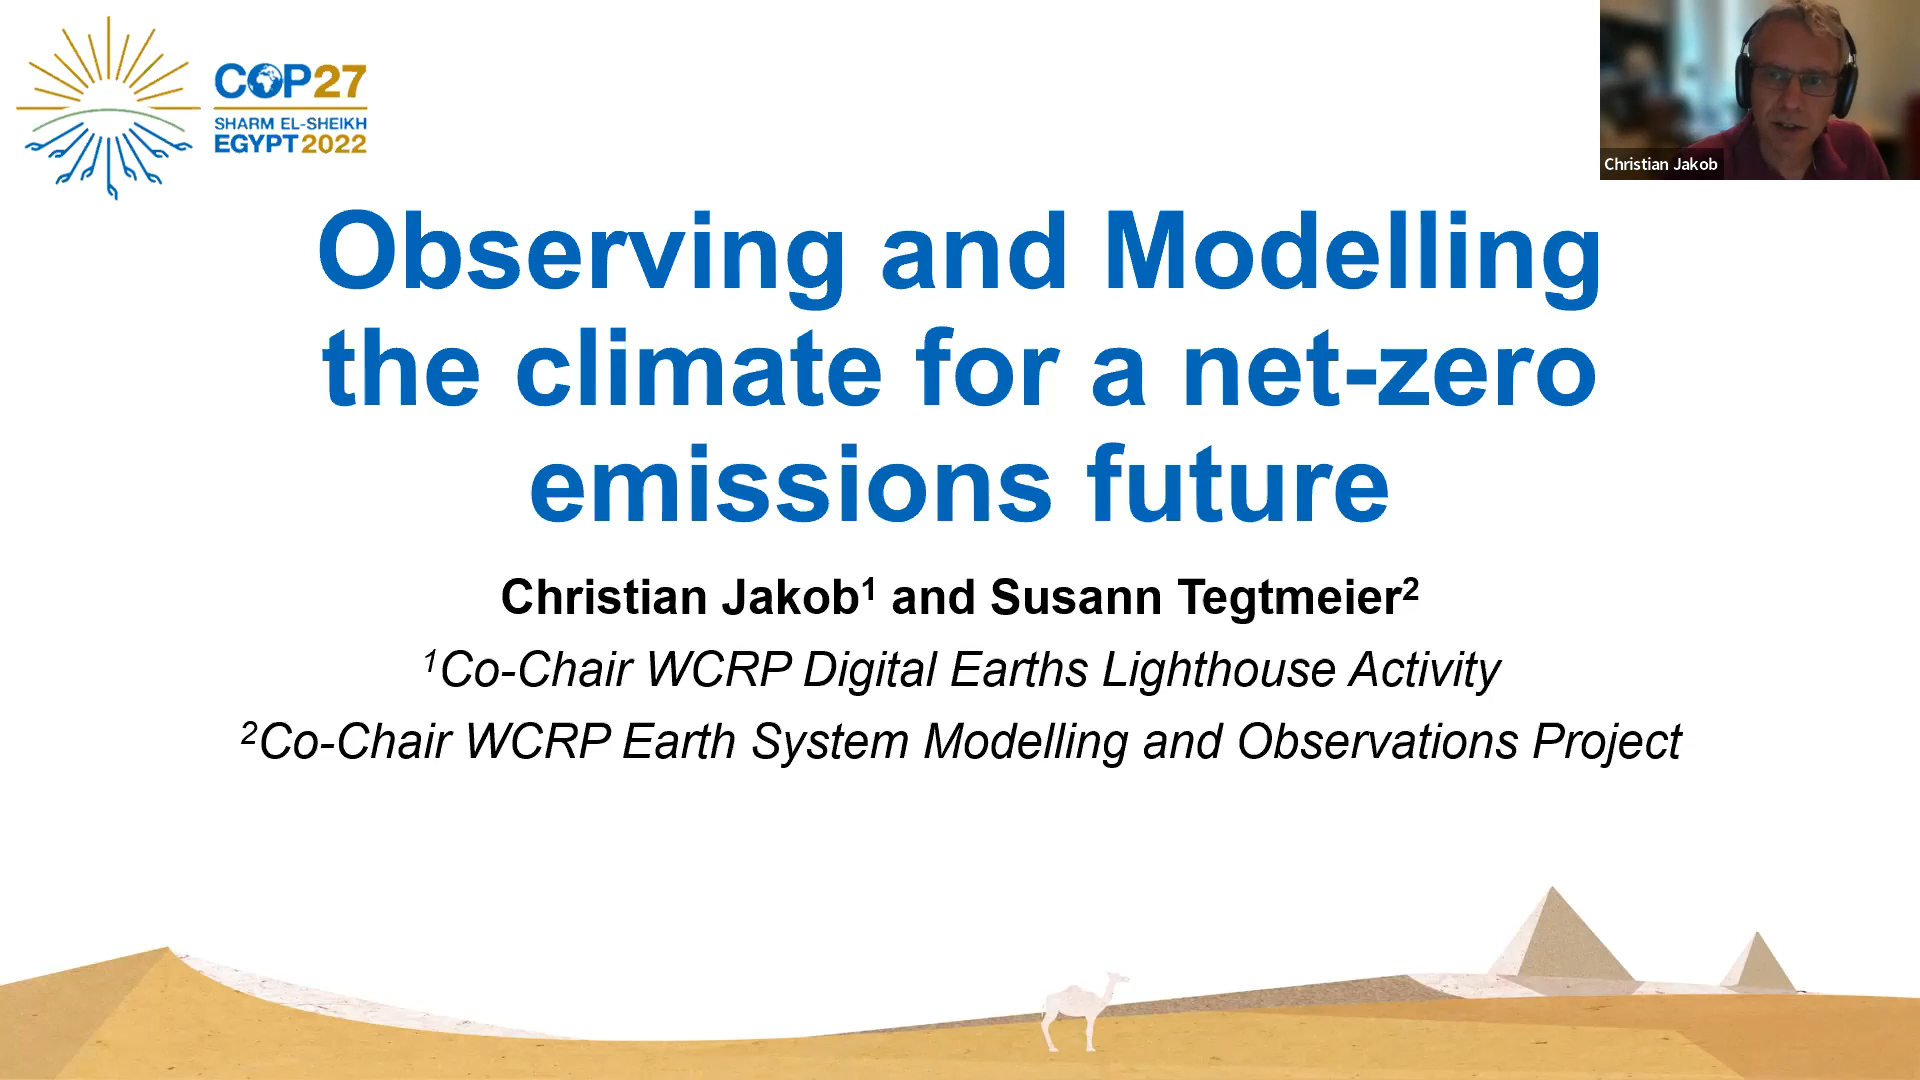 COP27
SHARM EL-SHEIKH
EGYPT 2022
Christian Jakob
Observing and Modelling
the climate for a net-zero
emissions future
Christian Jakob¹ and Susann Tegtmeier²
¹Co-Chair WCRP Digital Earths Lighthouse Activity
²Co-Chair WCRP Earth System Modelling and Observations Project